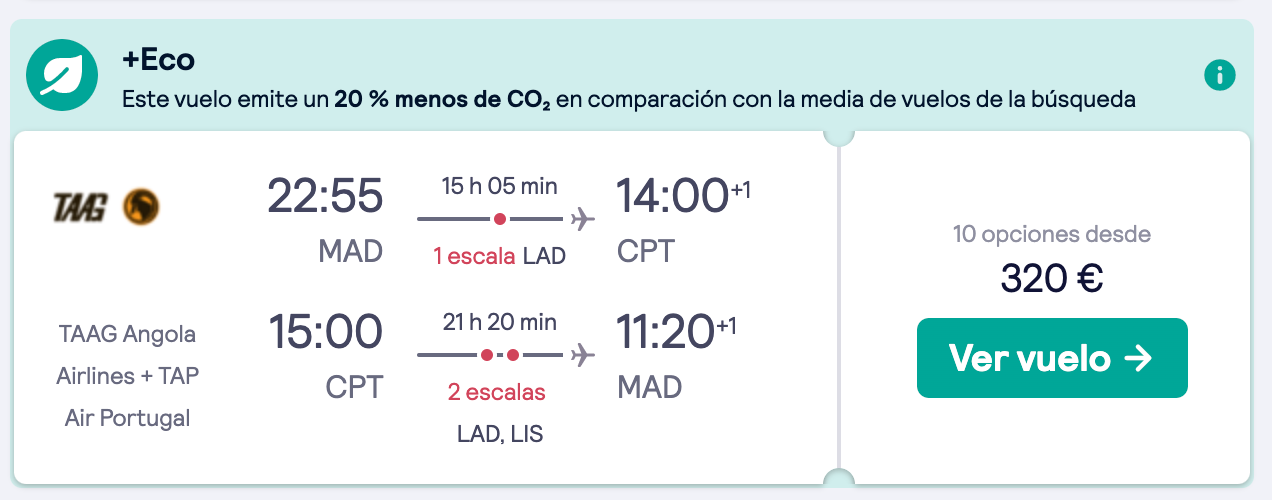 +Eco
Este vuelo emite un 20 % menos de CO₂ en comparación con la media de vuelos de la búsqueda
TAAG
22:55
MAD
15 h 05 min
1 escala LAD
14:00+1
CPT
TAAG Angola
Airlines + TAP
Air Portugal
15:00
CPT
21 h 20 min
2 escalas
LAD, LIS
11:20+1
MAD
10 opciones desde
320 €
Ver vuelo →